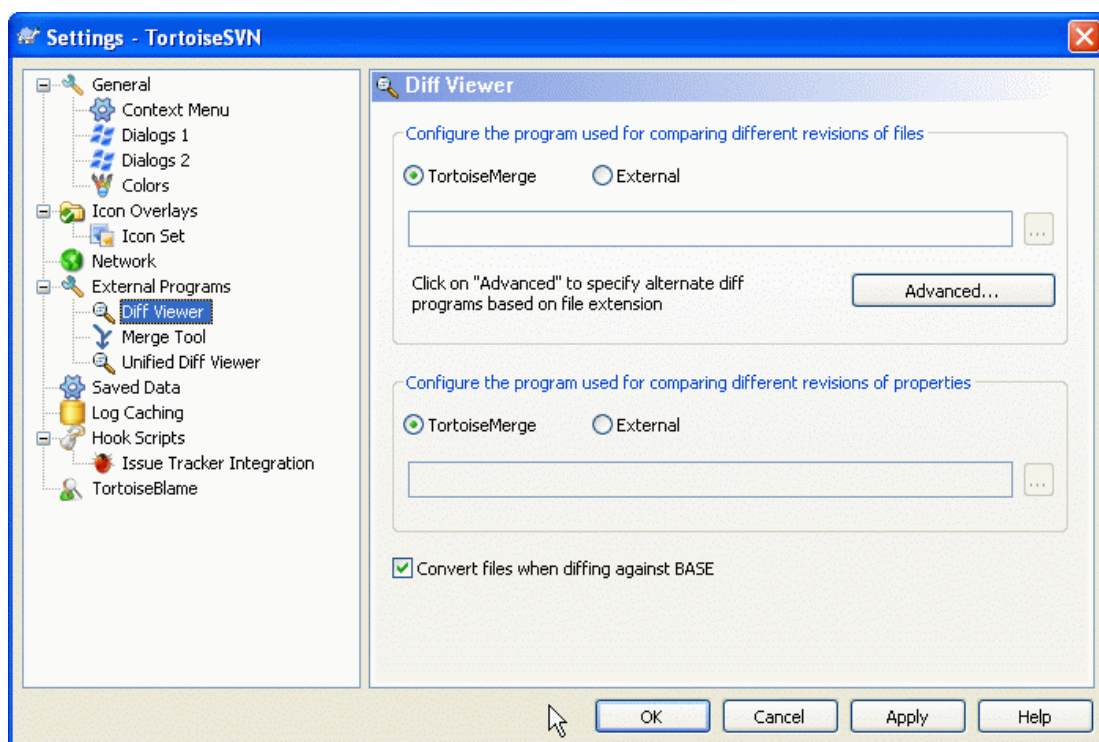 Settings - TortoiseSVN
General
Context Menu
Dialogs 1
Dialogs 2
Colors
Icon Overlays
Icon Set
Network
External Programs
Diff Viewer
Merge Tool
Unified Diff Viewer
Saved Data
Log Caching
Hook Scripts
Issue Tracker Integration
TortoiseBlame
Diff Viewer
Configure the program used for comparing different revisions of files
TortoiseMerge External
...
Click on "Advanced" to specify alternate diff
programs based on file extension
Advanced...
Configure the program used for comparing different revisions of properties
TortoiseMerge External
...
Convert files when diffing against BASE
OK Cancel Apply Help